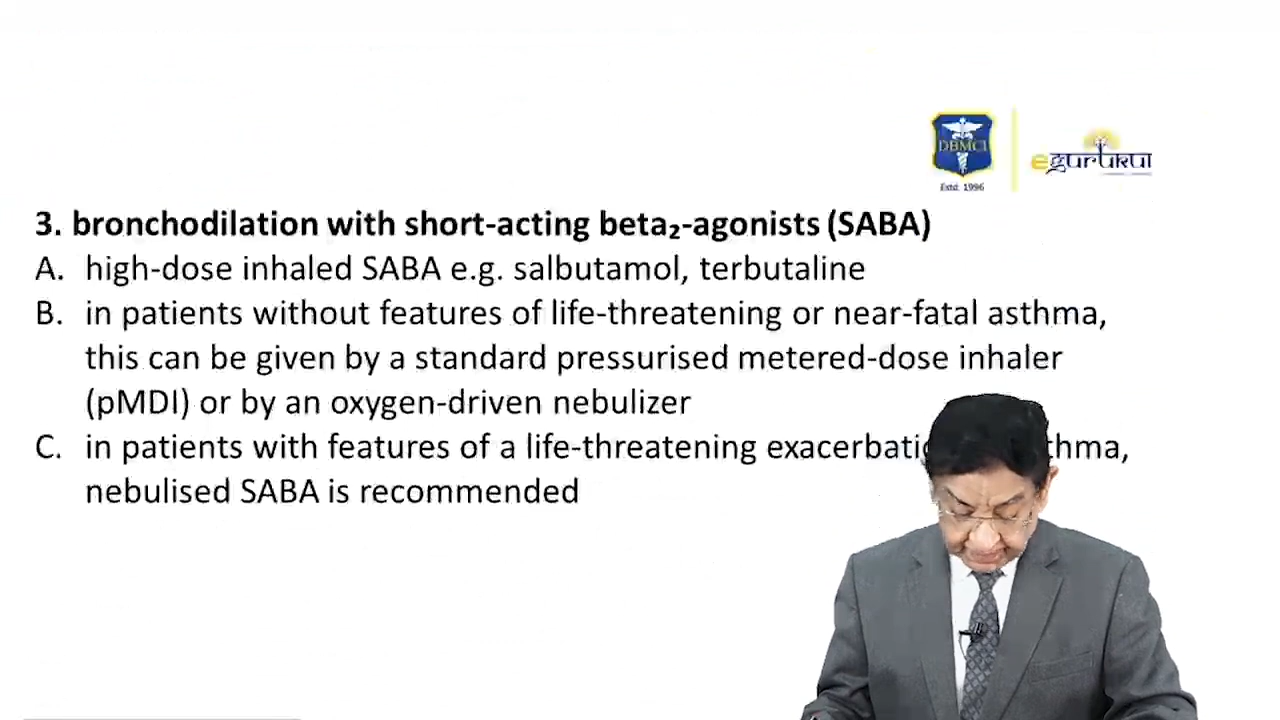 DBMCI
Estd. 1996
egurukul
3. bronchodilation with short-acting beta₂-agonists (SABA)
A. high-dose inhaled SABA e.g. salbutamol, terbutaline
B. in patients without features of life-threatening or near-fatal asthma,
this can be given by a standard pressurised metered-dose inhaler
(pMDI) or by an oxygen-driven nebulizer
C. in patients with features of a life-threatening
nebulised SABA is recommended